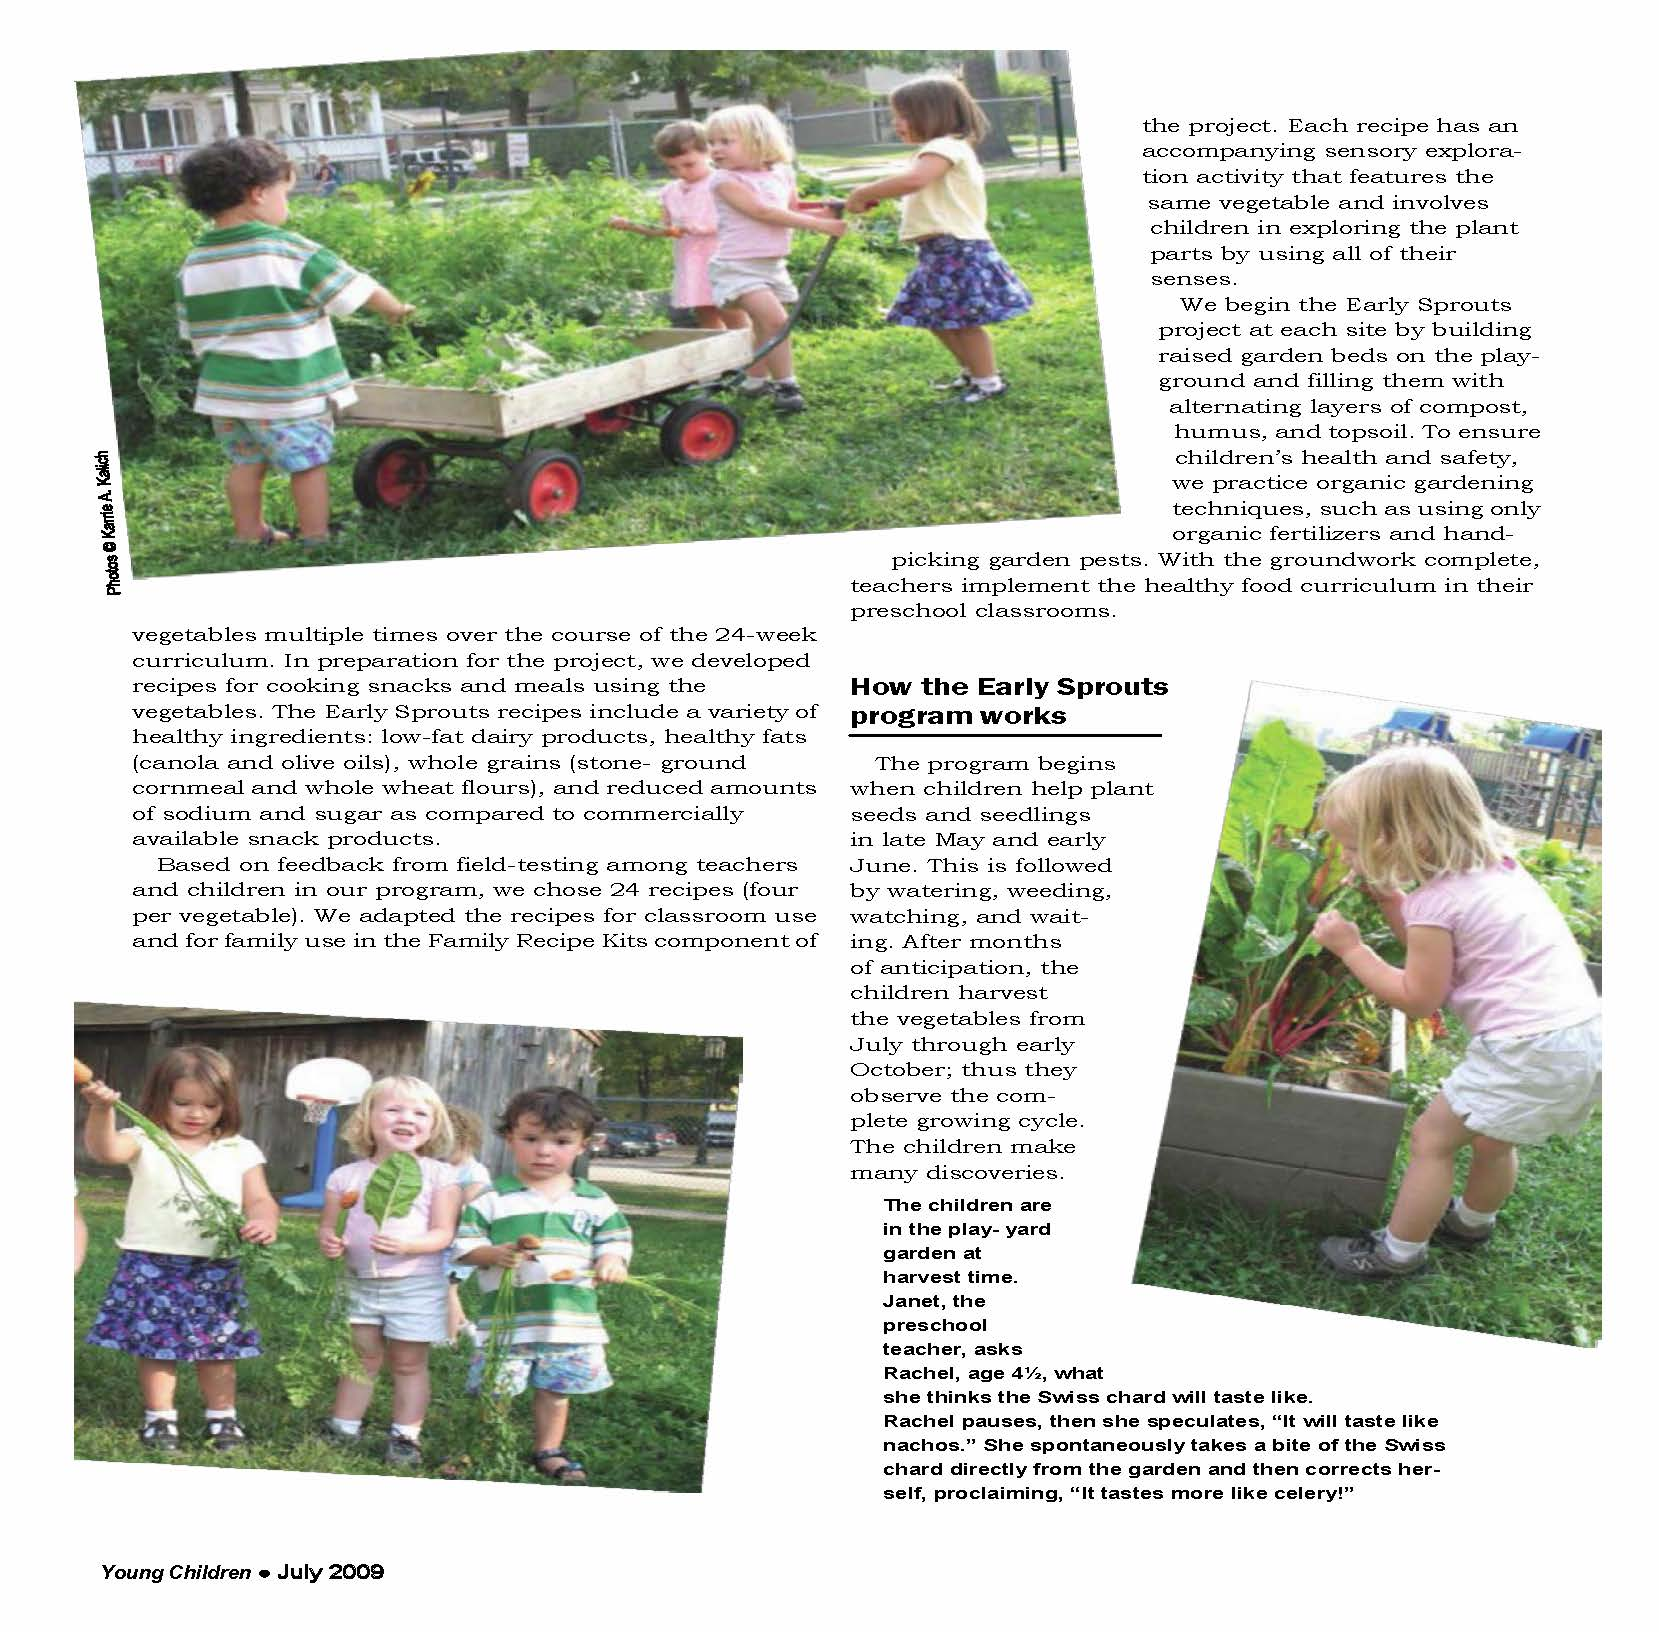 Photos © Karrie A. Kalich
vegetables multiple times over the course of the 24-week
curriculum. In preparation for the project, we developed
recipes for cooking snacks and meals using the
vegetables. The Early Sprouts recipes include a variety of
healthy ingredients: low-fat dairy products, healthy fats
(canola and olive oils), whole grains (stone- ground
cornmeal and whole wheat flours), and reduced amounts
of sodium and sugar as compared to commercially
available snack products.
Based on feedback from field-testing among teachers
and children in our program, we chose 24 recipes (four
per vegetable). We adapted the recipes for classroom use
and for family use in the Family Recipe Kits component of
the project. Each recipe has an
accompanying sensory explora-
tion activity that features the
same vegetable and involves
children in exploring the plant
parts by using all of their
senses.
We begin the Early Sprouts
project at each site by building
raised garden beds on the play-
ground and filling them with
alternating layers of compost,
humus, and topsoil. To ensure
children's health and safety,
we practice organic gardening
techniques, such as using only
organic fertilizers and hand-
picking garden pests. With the groundwork complete,
teachers implement the healthy food curriculum in their
preschool classrooms.
How the Early Sprouts
program works
The program begins
when children help plant
seeds and seedlings
in late May and early
June. This is followed
by watering, weeding,
watching, and wait-
ing. After months
of anticipation, the
children harvest
the vegetables from
July through early
October; thus they
observe the com-
plete growing cycle.
The children make
many discoveries.
The children are
in the play- yard
garden at
harvest time.
Janet, the
preschool
teacher, asks
Rachel, age 4½, what
she thinks the Swiss chard will taste like.
Rachel pauses, then she speculates, “It will taste like
nachos.” She spontaneously takes a bite of the Swiss
chard directly from the garden and then corrects her-
self, proclaiming, “It tastes more like celery!”
Young Children ● July 2009